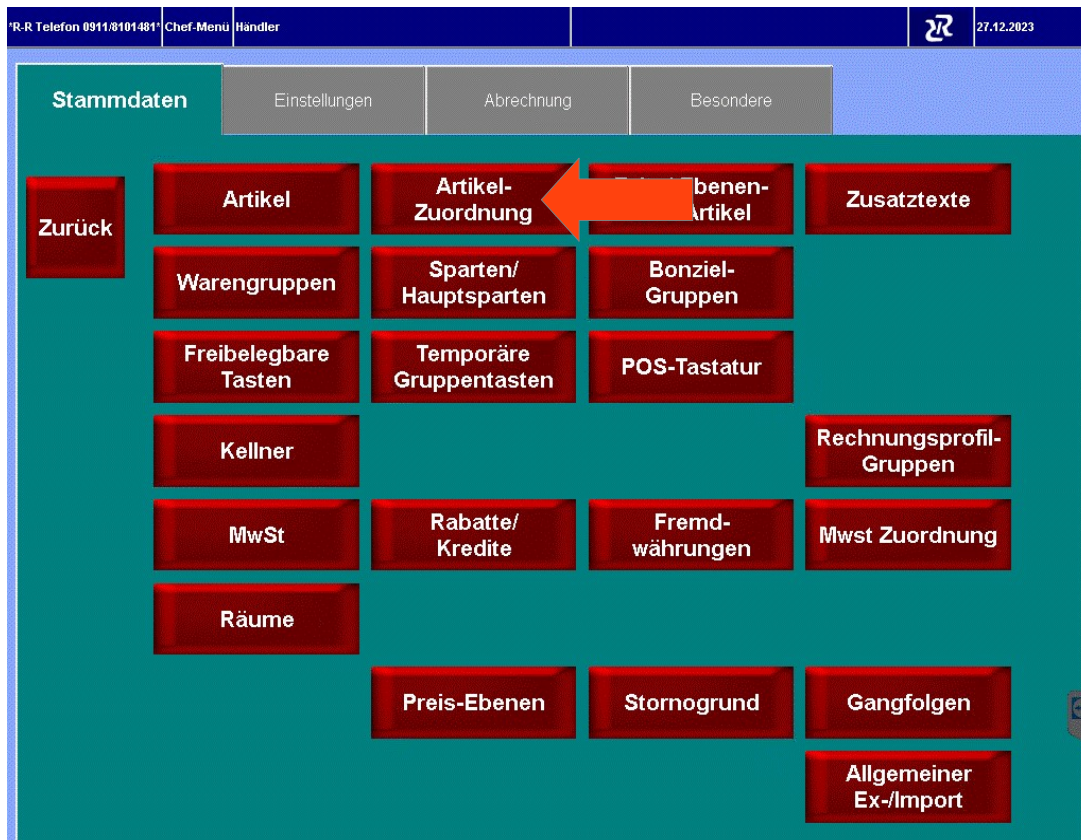 *R-R Telefon 0911/8101481* Chef-Menü Händler 27.12.2023
Stammdaten Einstellungen Abrechnung Besondere
Zurück
Artikel
Artikel-
Zuordnung
Ebenen-
Artikel
Zusatztexte
Warengruppen
Sparten/
Hauptsparten
Bonziel-
Gruppen
Freibelegbare
Tasten
Temporäre
Gruppentasten
POS-Tastatur
Kellner
Rechnungsprofil-
Gruppen
MwSt
Rabatte/
Kredite
Fremd-
währungen
Mwst Zuordnung
Räume
Preis-Ebenen
Stornogrund
Gangfolgen
Allgemeiner
Ex-/Import